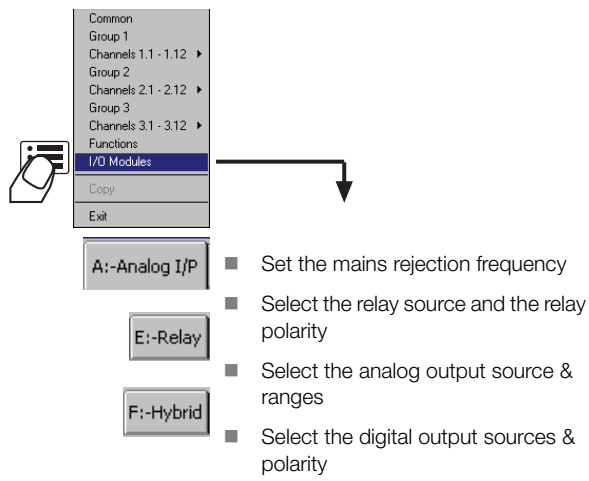 Common
Group 1
Channels 1.1 - 1.12
Group 2
Channels 2.1 - 2.12
Group 3
Channels 3.1 - 3.12
Functions
I/O Modules
Copy
Exit
A:-Analog I/P
E:-Relay
F:-Hybrid
Set the mains rejection frequency
Select the relay source and the relay
polarity
Select the analog output source &
ranges
Select the digital output sources &
polarity